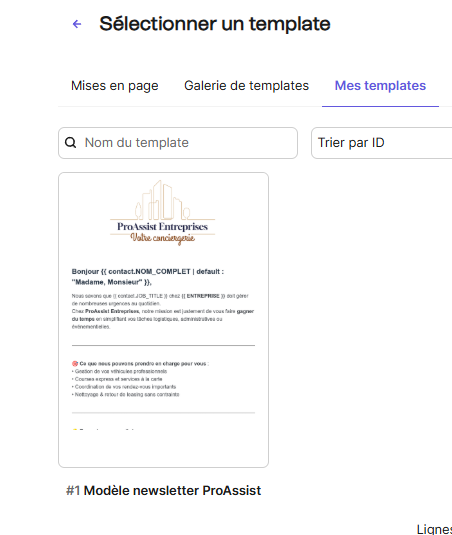 Sélectionner un template
Mises en page Galerie de templates Mes templates
Nom du template Trier par ID
ProAssist Entreprises
Votre conciergerie
Bonjour {{ contact.NOM_COMPLET | default :
"Madame, Monsieur" }},
Nous savons que {{ contact.JOB_TITLE }} chez {{ ENTREPRISE }} doit gérer
de nombreuses urgences au quotidien.
Chez ProAssist Entreprises, notre mission est justement de vous faire gagner
du temps en simplifiant vos tâches logistiques, administratives ou
événementielles.
🎯 Ce que nous pouvons prendre en charge pour vous :
• Gestion de vos véhicules professionnels
• Courses express et services à la carte
• Coordination de vos rendez-vous importants
• Nettoyage & retour de leasing sans contrainte
#1 Modèle newsletter ProAssist
Lignes